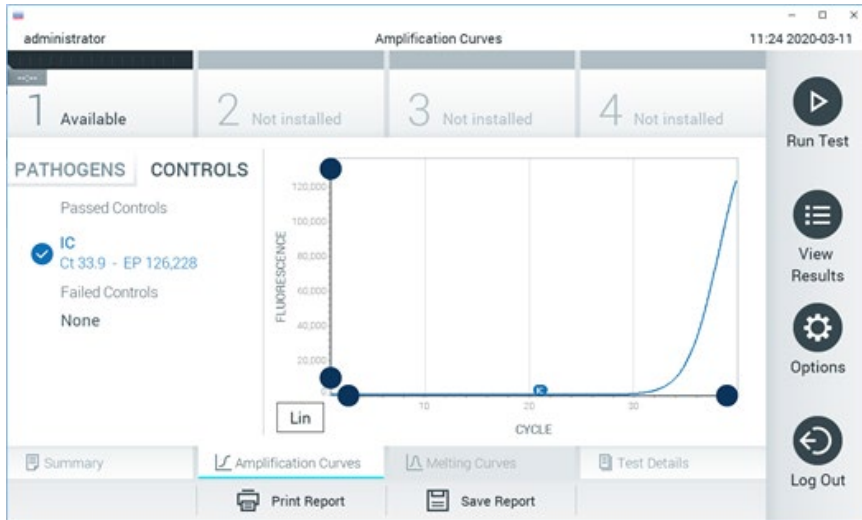 administrator
Amplification Curves
11:24 2020-03-11
--:--
1 Available
2 Not installed
3 Not installed
4 Not installed
Run Test
PATHOGENS
CONTROLS
Passed Controls
IC
Ct 33.9 - EP 126,228
Failed Controls
None
FLUORESCENCE
120,000
100,000
80,000
60,000
40,000
20,000
0
IC
10
20
30
CYCLE
Lin
View
Results
Options
Log Out
Summary
Amplification Curves
Melting Curves
Test Details
Print Report
Save Report